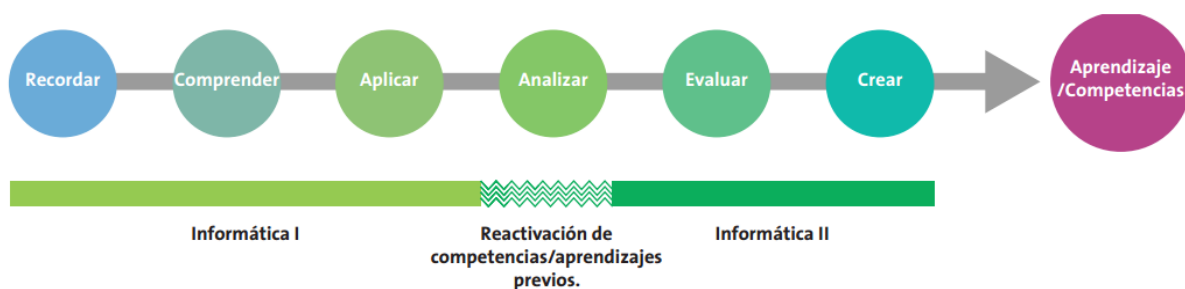 Recordar
Comprender
Aplicar
Analizar
Evaluar
Crear
Aprendizaje
/Competencias
Informática I
Reactivación de
competencias/aprendizajes
previos.
Informática II